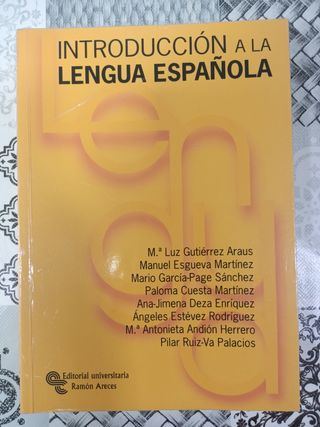 INTRODUCCIÓN A LA
LENGUA ESPAÑOLA
Lengu
M.ª Luz Gutiérrez Araus
Manuel Esgueva Martínez
Mario García-Page Sánchez
Paloma Cuesta Martínez
Ana-Jimena Deza Enríquez
Ángeles Estévez Rodríguez
M.ª Antonieta Andión Herrero
Pilar Ruiz-Va Palacios
Editorial universitaria
Ramón Areces